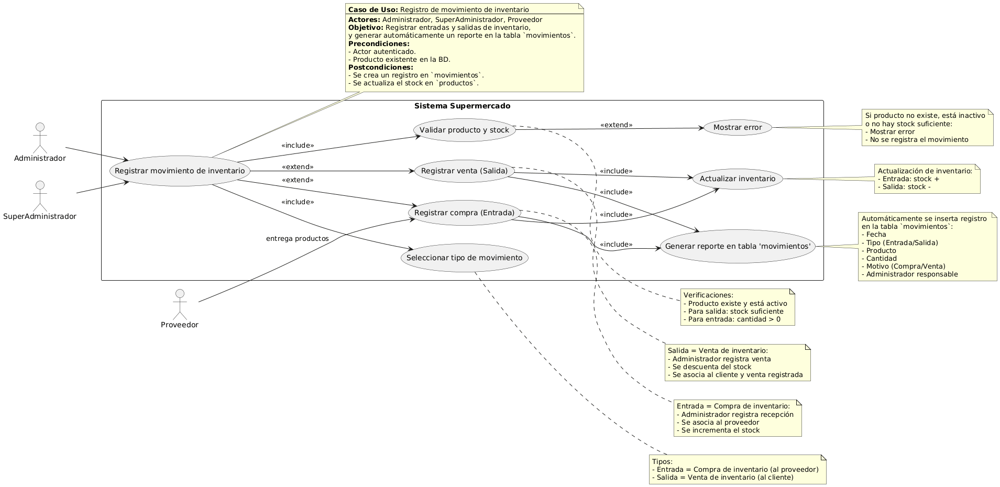 Caso de Uso: Registro de movimiento de inventario
Actores: Administrador, SuperAdministrador, Proveedor
Objetivo: Registrar entradas y salidas de inventario,
y generar automáticamente un reporte en la tabla `movimientos`.
Precondiciones:
- Actor autenticado.
- Producto existente en la BD.
Postcondiciones:
- Se crea un registro en `movimientos`.
- Se actualiza el stock en `productos`.
Sistema Supermercado
Administrador
SuperAdministrador
Proveedor
Registrar movimiento de inventario
«include»
«extend»
«extend»
«include»
entrega productos
Validar producto y stock
Registrar venta (Salida)
Registrar compra (Entrada)
Seleccionar tipo de movimiento
«extend»
«include»
«include»
«include»
«include»
Mostrar error
Actualizar inventario
Generar reporte en tabla 'movimientos'
Si producto no existe, está inactivo
o no hay stock suficiente:
- Mostrar error
- No se registra el movimiento
Actualización de inventario:
- Entrada: stock +
- Salida: stock -
Automáticamente se inserta registro
en la tabla `movimientos`:
- Fecha
- Tipo (Entrada/Salida)
- Producto
- Cantidad
- Motivo (Compra/Venta)
- Administrador responsable
Verificaciones:
- Producto existe y está activo
- Para salida: stock suficiente
- Para entrada: cantidad > 0
Salida = Venta de inventario:
- Administrador registra venta
- Se descuenta del stock
- Se asocia al cliente y venta registrada
Entrada = Compra de inventario:
- Administrador registra recepción
- Se asocia al proveedor
- Se incrementa el stock
Tipos:
- Entrada = Compra de inventario (al proveedor)
- Salida = Venta de inventario (al cliente)